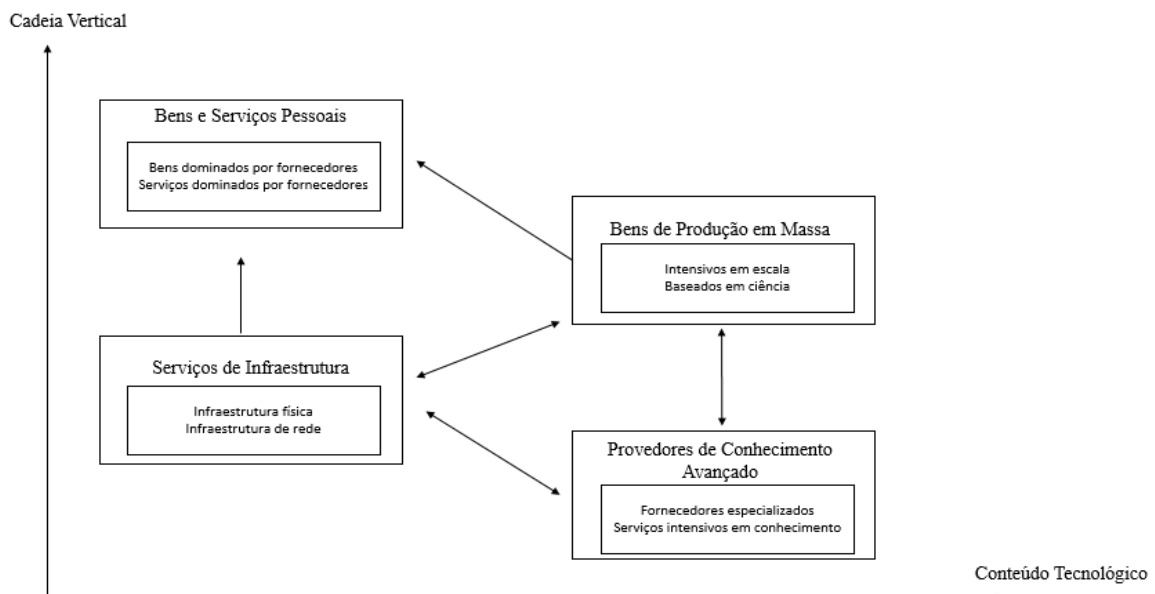 Cadeia Vertical
Bens e Serviços Pessoais
Bens dominados por fornecedores
Serviços dominados por fornecedores
Bens de Produção em Massa
Intensivos em escala
Baseados em ciência
Serviços de Infraestrutura
Infraestrutura física
Infraestrutura de rede
Provedores de Conhecimento
Avançado
Fornecedores especializados
Serviços intensivos em conhecimento
Conteúdo Tecnológico